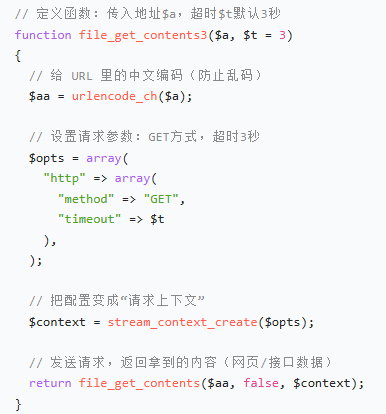 // 定义函数：传入地址$a，超时$t默认3秒
function file_get_contents3($a, $t = 3)
{
  // 给 URL 里的中文编码（防止乱码）
  $aa = urlencode_ch($a);

  // 设置请求参数：GET方式，超时3秒
  $opts = array(
    "http" => array(
      "method" => "GET",
      "timeout" => $t
    ),
  );

  // 把配置变成“请求上下文”
  $context = stream_context_create($opts);

  // 发送请求，返回拿到的内容（网页/接口数据）
  return file_get_contents($aa, false, $context);
}